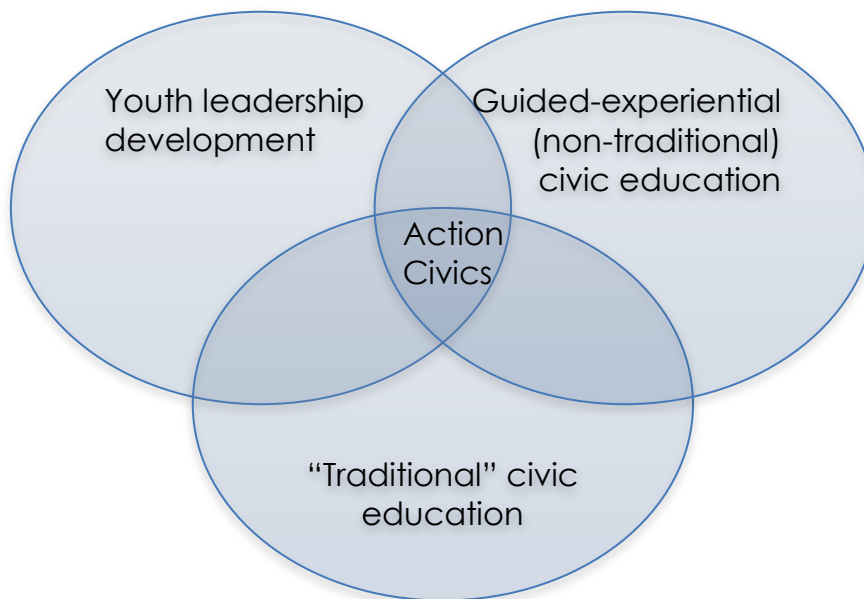 Youth leadership
development
Guided-experiential
(non-traditional)
civic education
Action
Civics
“Traditional” civic
education